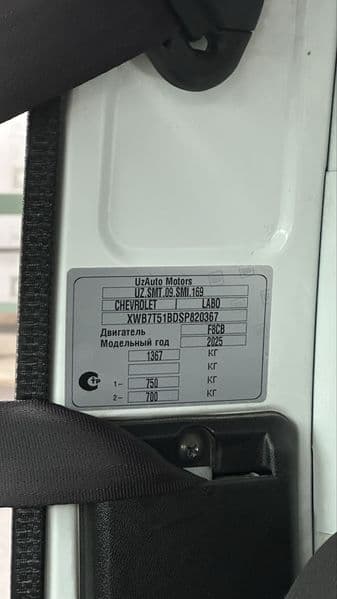 UzAuto Motors
UZ.SMT.09.SMI.169
CHEVROLET LABO
XWB7T51BDSP820367
Двигатель F8CB
Модельный год 2025
1367 КГ
КГ
1– 750 КГ
2– 700 КГ